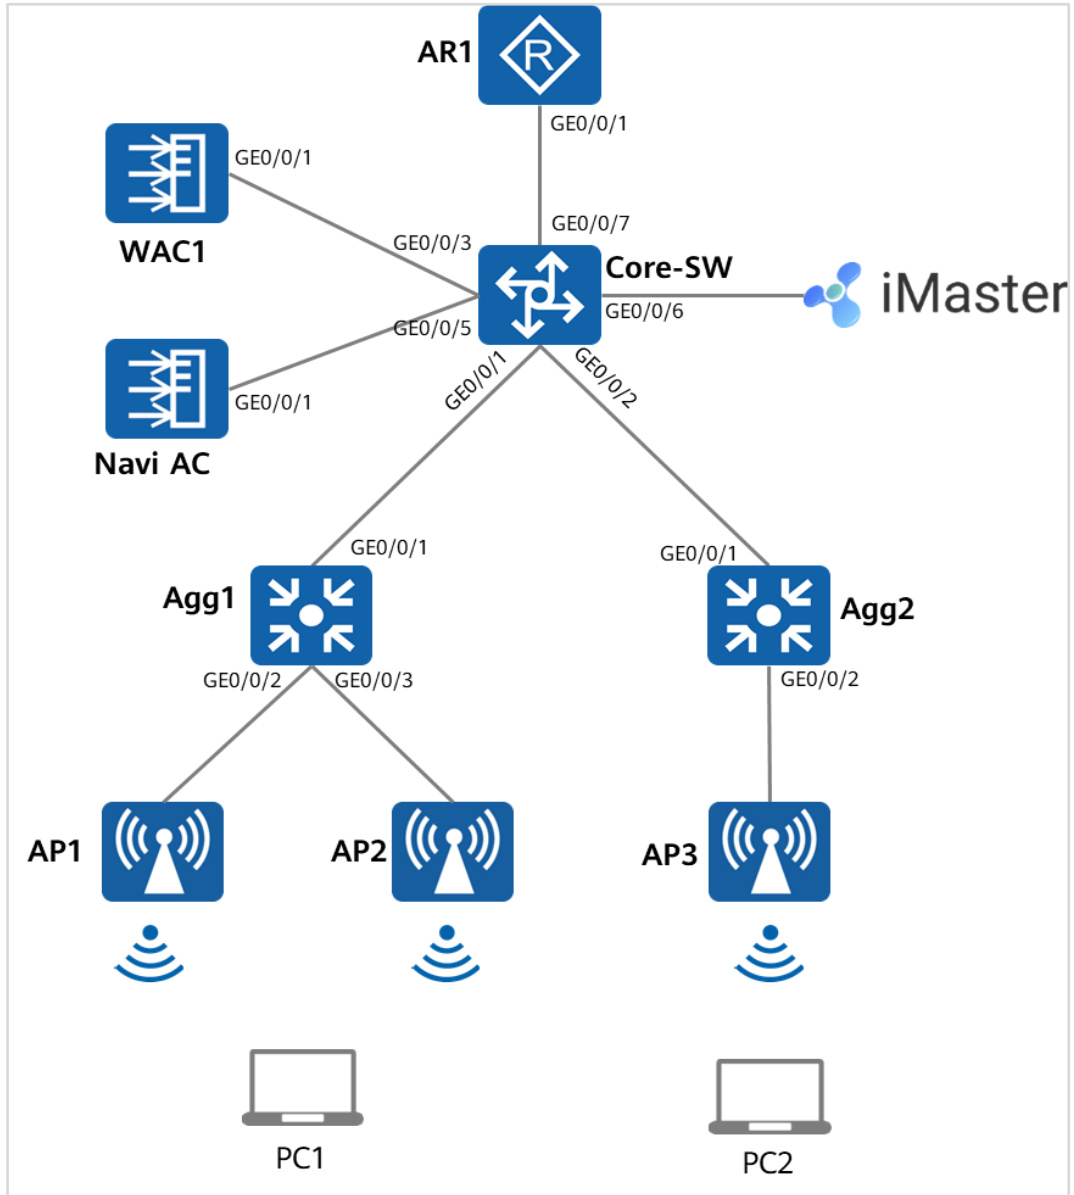 AR1
R
GE0/0/1
GE0/0/1
WAC1
GE0/0/7
GE0/0/3
Core-SW
iMaster
GE0/0/6
GE0/0/5
GE0/0/1
GE0/0/2
GE0/0/1
Navi AC
GE0/0/1
GE0/0/1
Agg1
Agg2
GE0/0/2
GE0/0/3
GE0/0/2
AP1
AP2
AP3
PC1
PC2